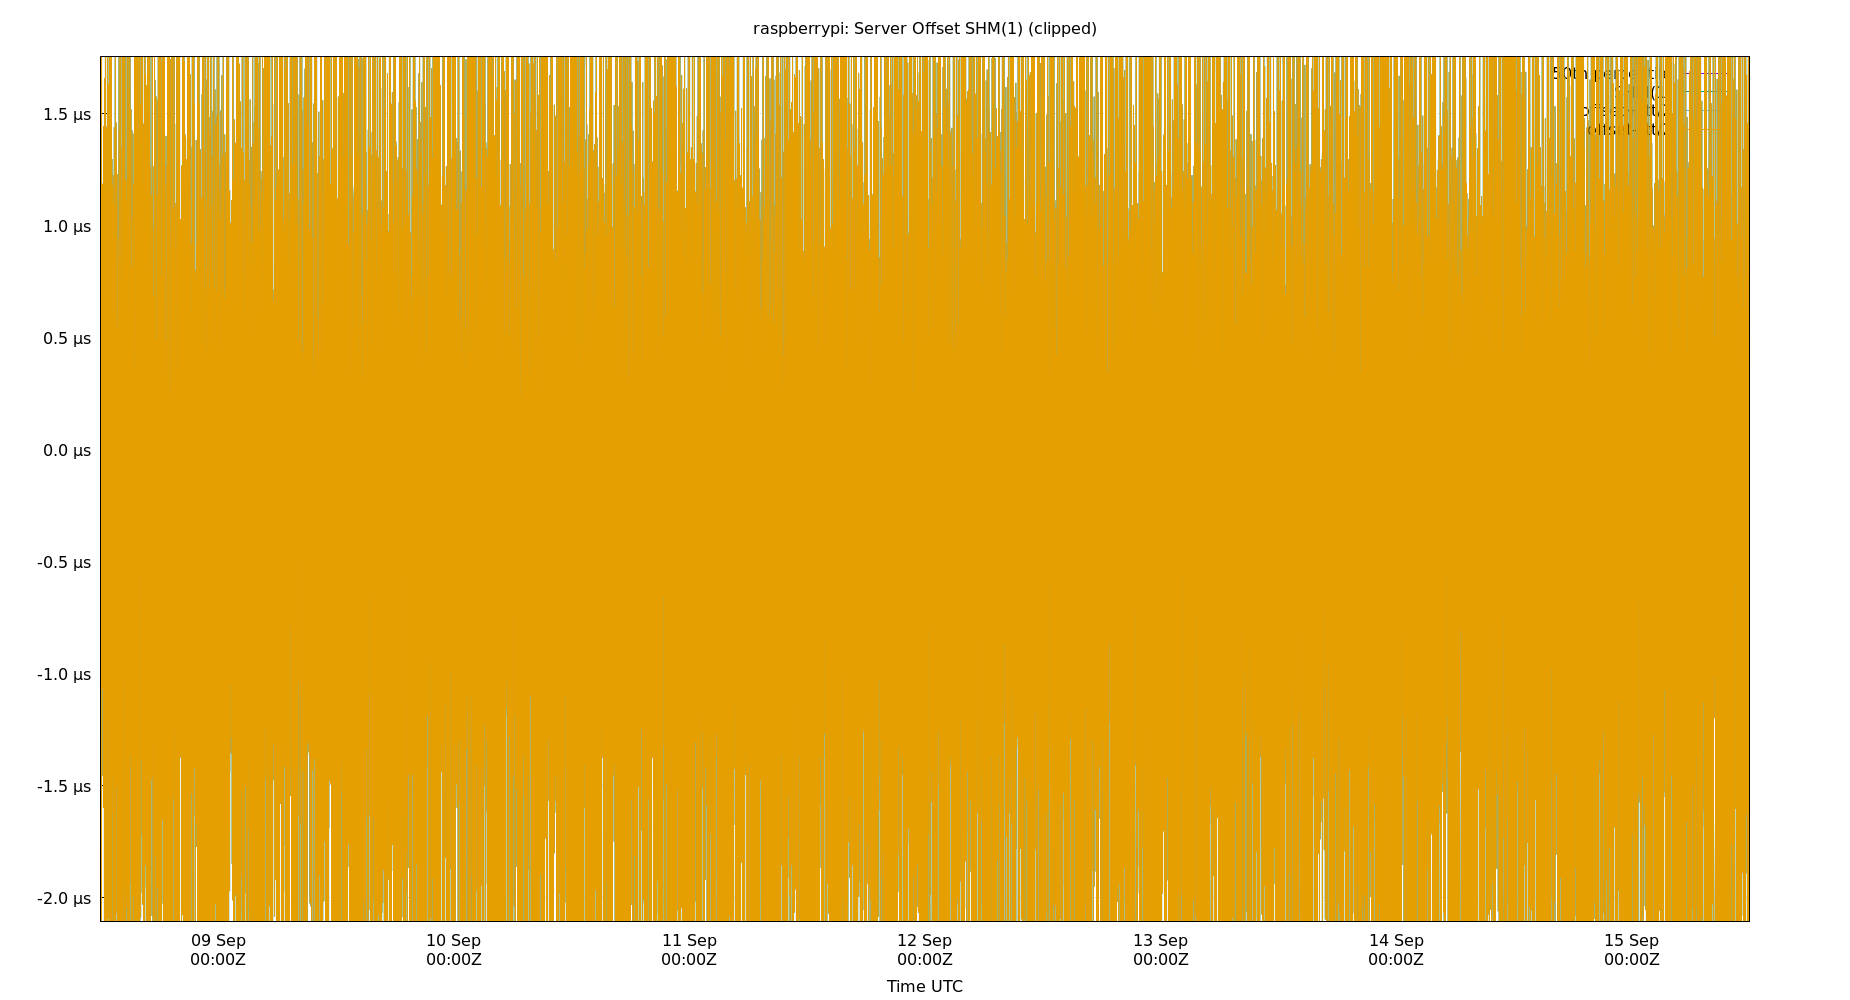 raspberrypi: Server Offset SHM(1) (clipped)
50th
1.5 µs
1.0 µs
0.5 µs
0.0 µs
-0.5 µs
-1.0 µs
-1.5 µs
-2.0 µs
09 Sep 10 Sep 11 Sep 12 Sep 13 Sep 14 Sep 15 Sep
00:00Z 00:00Z 00:00Z 00:00Z 00:00Z 00:00Z 00:00Z
Time UTC